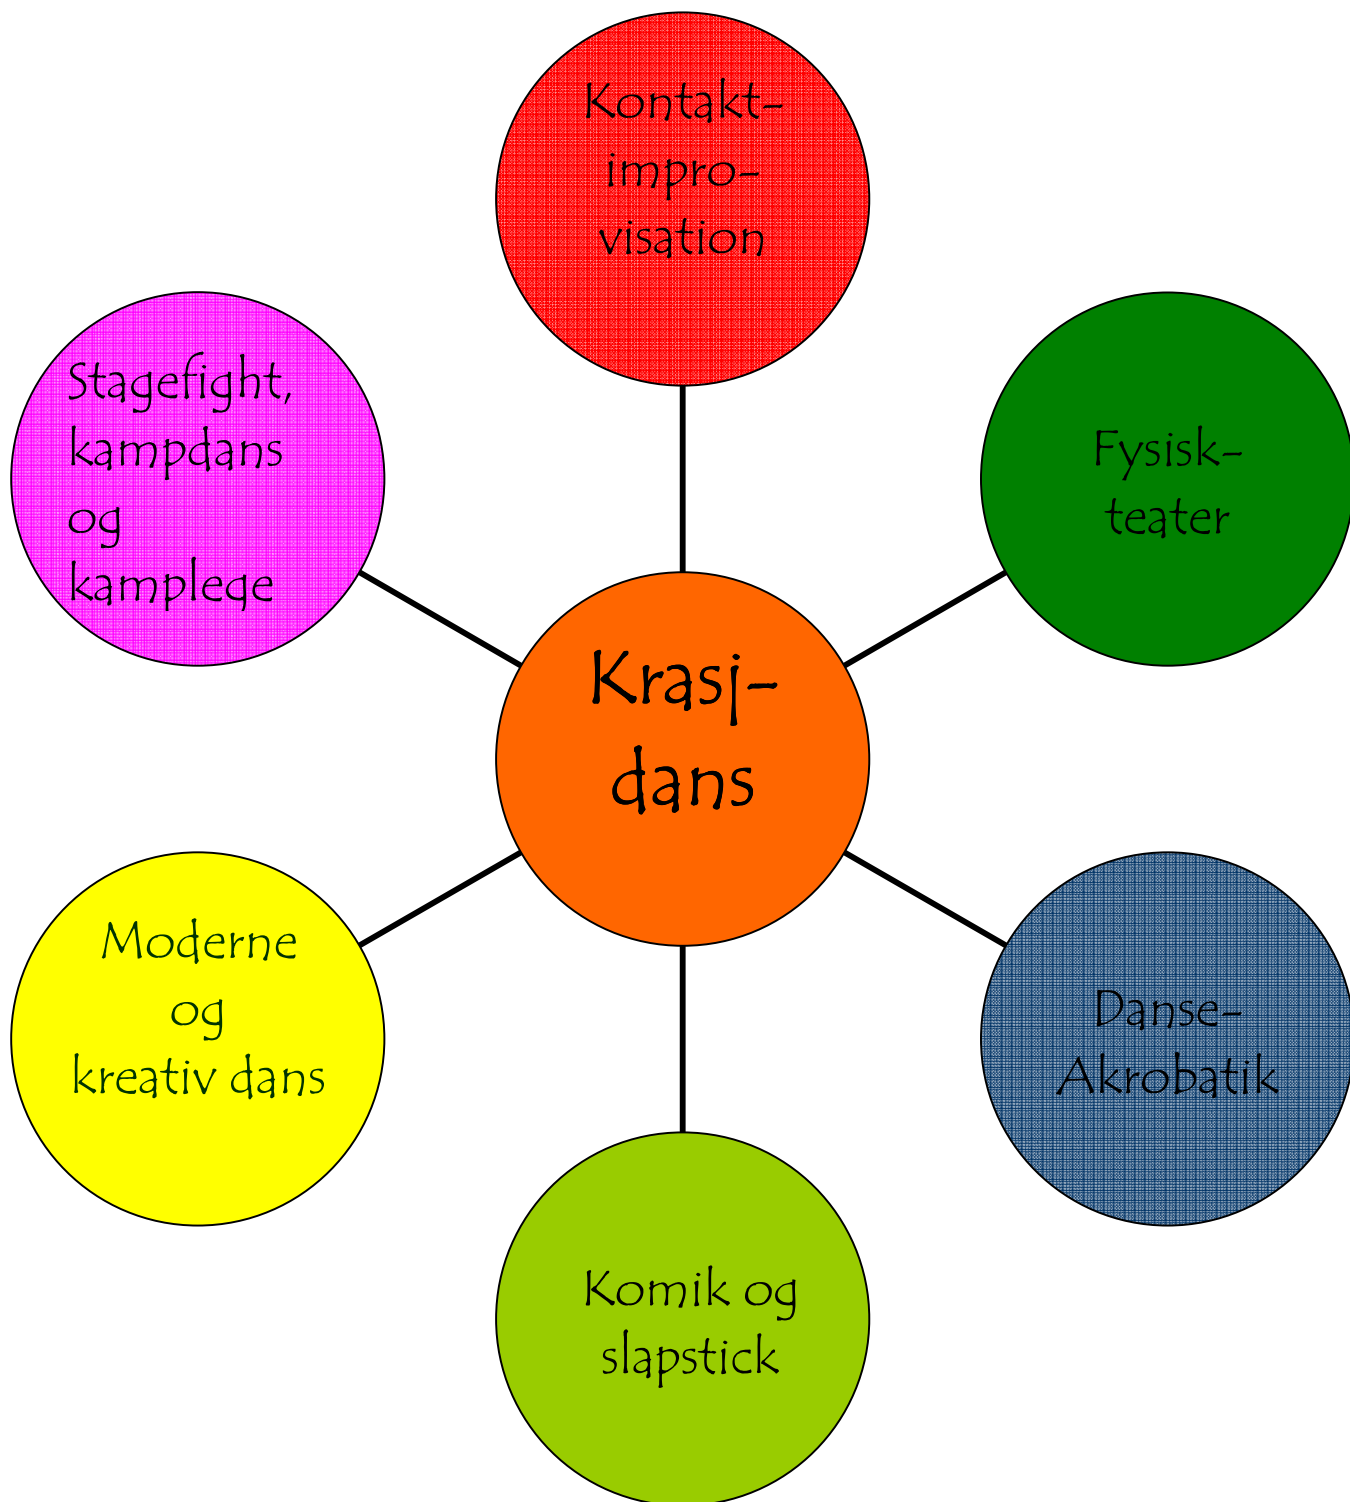 Kontakt-
impro-
visation
Stagefight,
kampdans
og
kamplege
Fysisk-
teater
Krasj-
dans
Moderne
og
kreativ dans
Danse-
Akrobatik
Komik og
slapstick